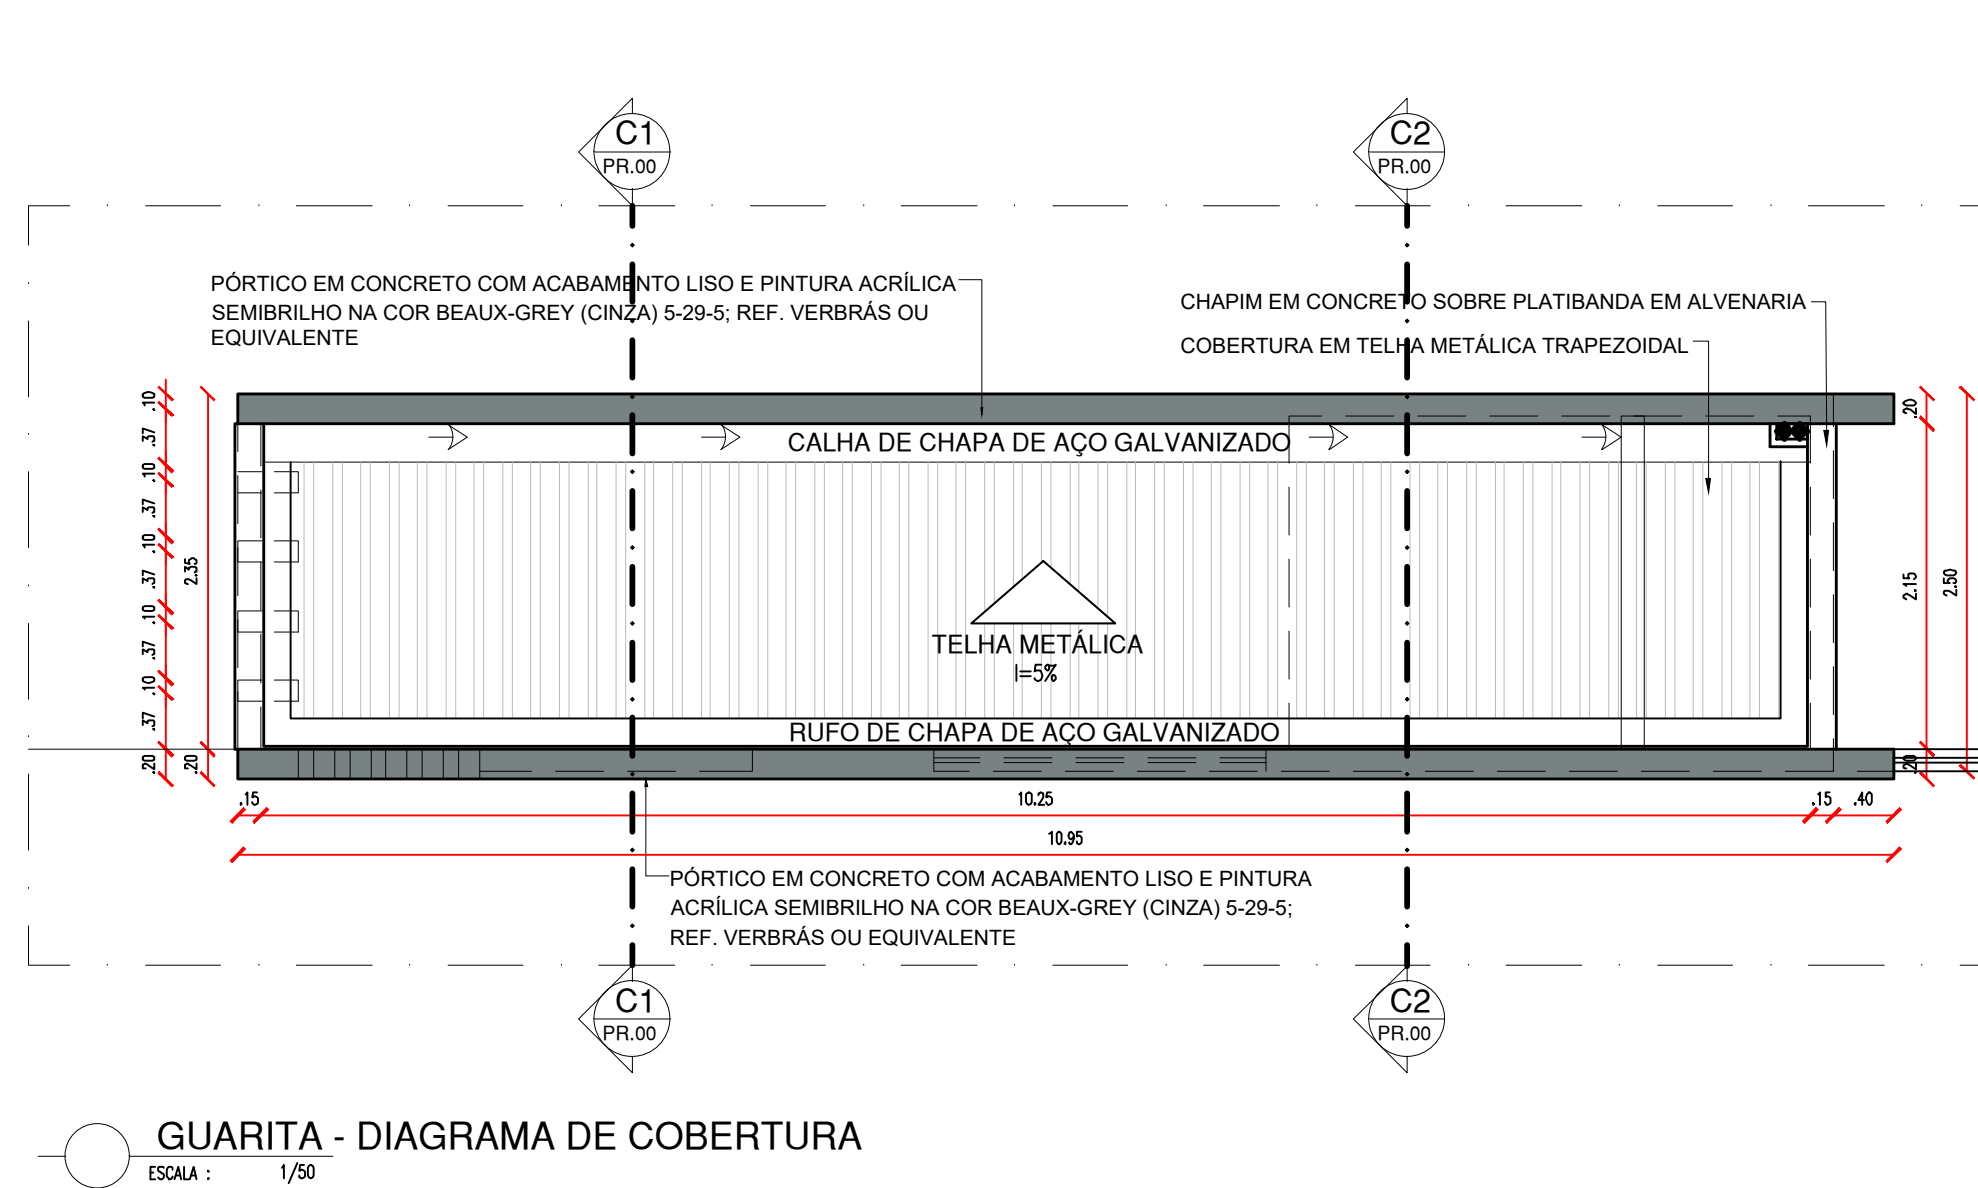 C1
PR.00
C2
PR.00
PÓRTICO EM CONCRETO COM ACABAMENTO LISO E PINTURA ACRÍLICA
SEMIBRILHO NA COR BEAUX-GREY (CINZA) 5-29-5; REF. VERBRÁS OU
EQUIVALENTE
CHAPIM EM CONCRETO SOBRE PLATIBANDA EM ALVENARIA
COBERTURA EM TELHA METÁLICA TRAPEZOIDAL
.10
.37
.10
.37
.10
.37
.10
.37
.10
.37
.20
2.35
.20
CALHA DE CHAPA DE AÇO GALVANIZADO
TELHA METÁLICA
I=5%
RUFO DE CHAPA DE AÇO GALVANIZADO
.20
2.15
.20
2.50
.15
10.25
.15
.40
10.95
PÓRTICO EM CONCRETO COM ACABAMENTO LISO E PINTURA
ACRÍLICA SEMIBRILHO NA COR BEAUX-GREY (CINZA) 5-29-5;
REF. VERBRÁS OU EQUIVALENTE
C1
PR.00
C2
PR.00
GUARITA - DIAGRAMA DE COBERTURA
ESCALA : 1/50